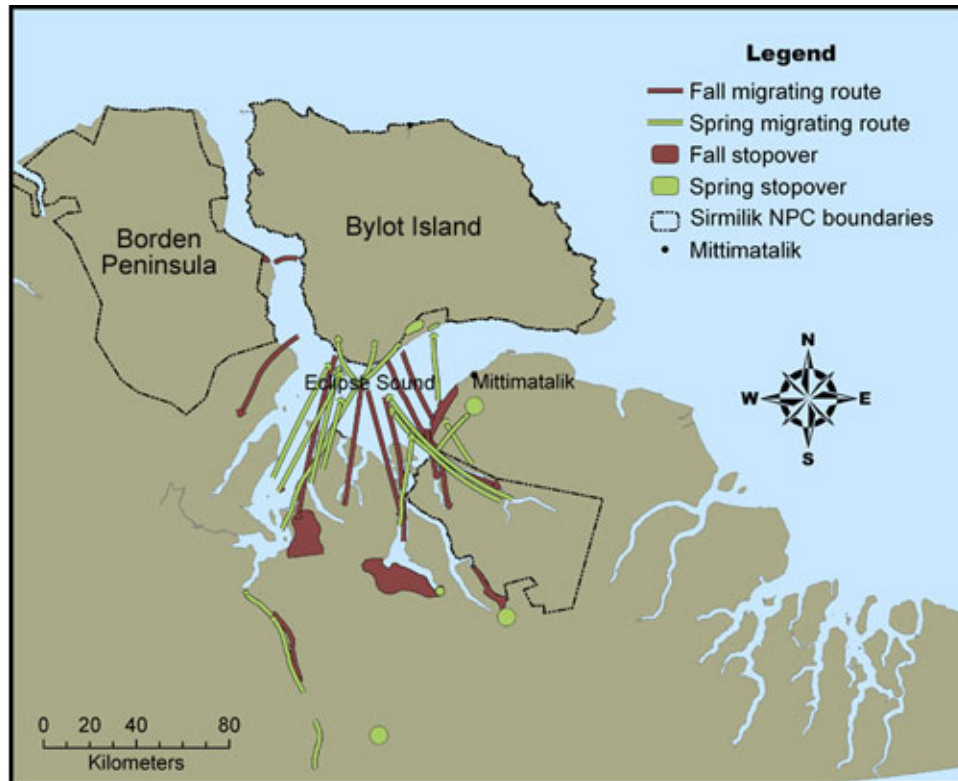 Legend
Fall migrating route
Spring migrating route
Fall stopover
Spring stopover
Sirmilik NPC boundaries
Mittimatalik
Bylot Island
Borden
Peninsula
Eclipse Sound
Mittimatalik
N
W
E
S
0 20 40 80
Kilometers